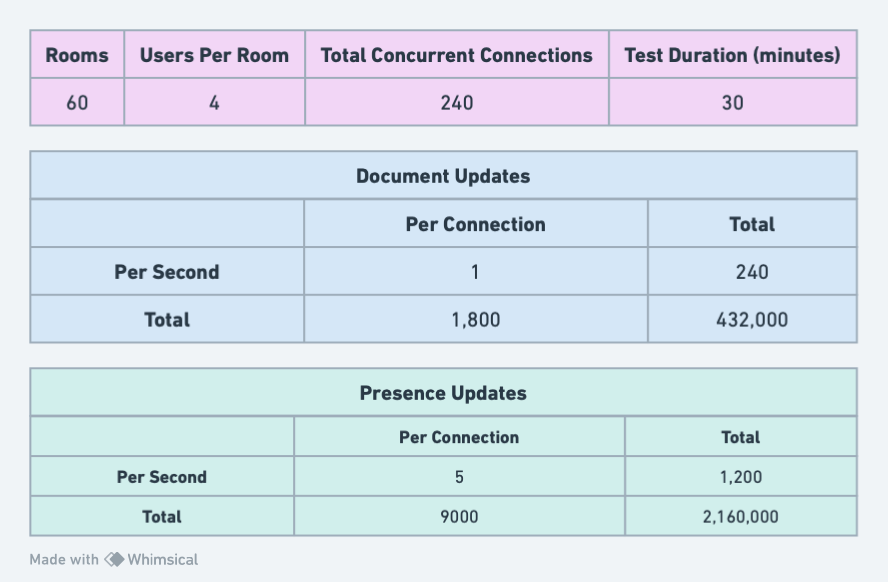 Rooms Users Per Room Total Concurrent Connections Test Duration (minutes)
60 4 240 30
Document Updates
Per Connection Total
Per Second 1 240
Total 1,800 432,000
Presence Updates
Per Connection Total
Per Second 5 1,200
Total 9000 2,160,000
Made with Whimsical